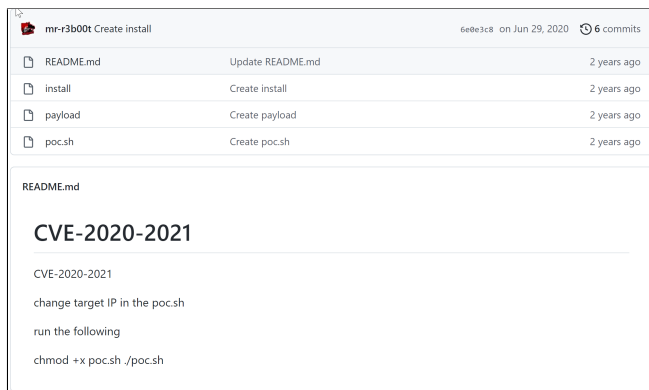 mr-r3b00t Create install 6e0e3c8 on Jun 29, 2020 6 commits
README.md Update README.md 2 years ago
install Create install 2 years ago
payload Create payload 2 years ago
poc.sh Create poc.sh 2 years ago
README.md
CVE-2020-2021
CVE-2020-2021
change target IP in the poc.sh
run the following
chmod +x poc.sh ./poc.sh